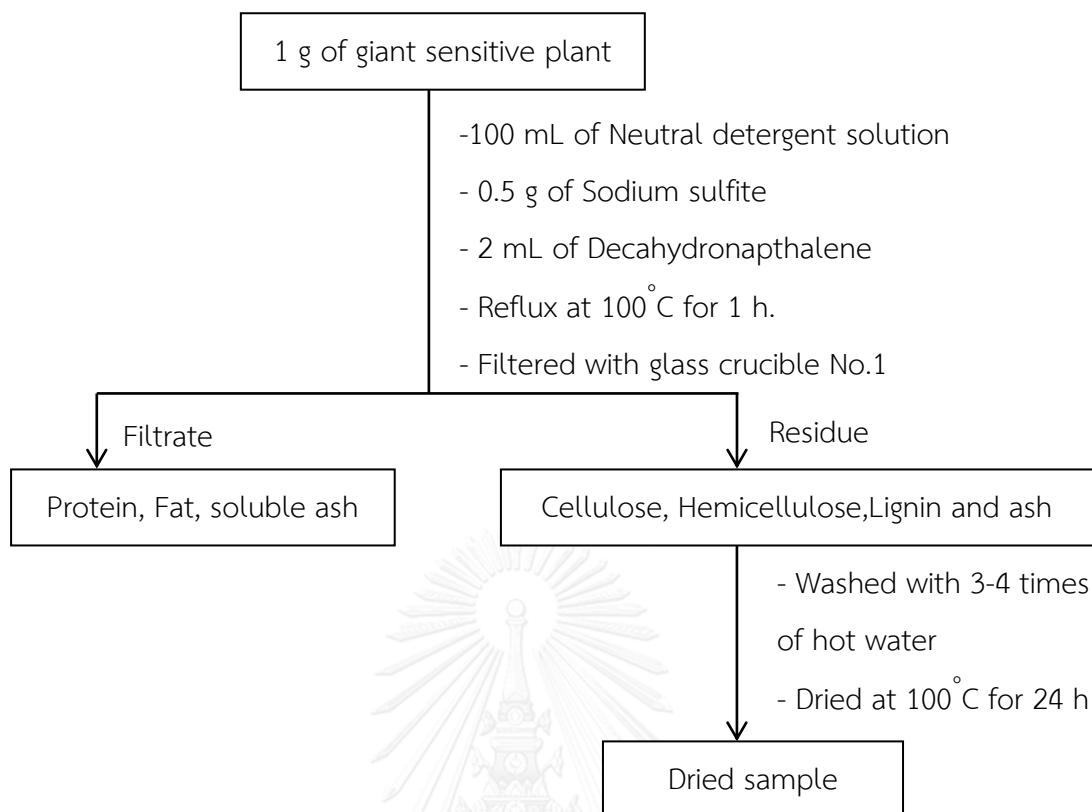 1 g of giant sensitive plant
-100 mL of Neutral detergent solution
- 0.5 g of Sodium sulfite
- 2 mL of Decahydronapthalene
- Reflux at 100°C for 1 h.
- Filtered with glass crucible No.1
Filtrate
Residue
Protein, Fat, soluble ash
Cellulose, Hemicellulose,Lignin and ash
- Washed with 3-4 times
of hot water
- Dried at 100°C for 24 h
Dried sample